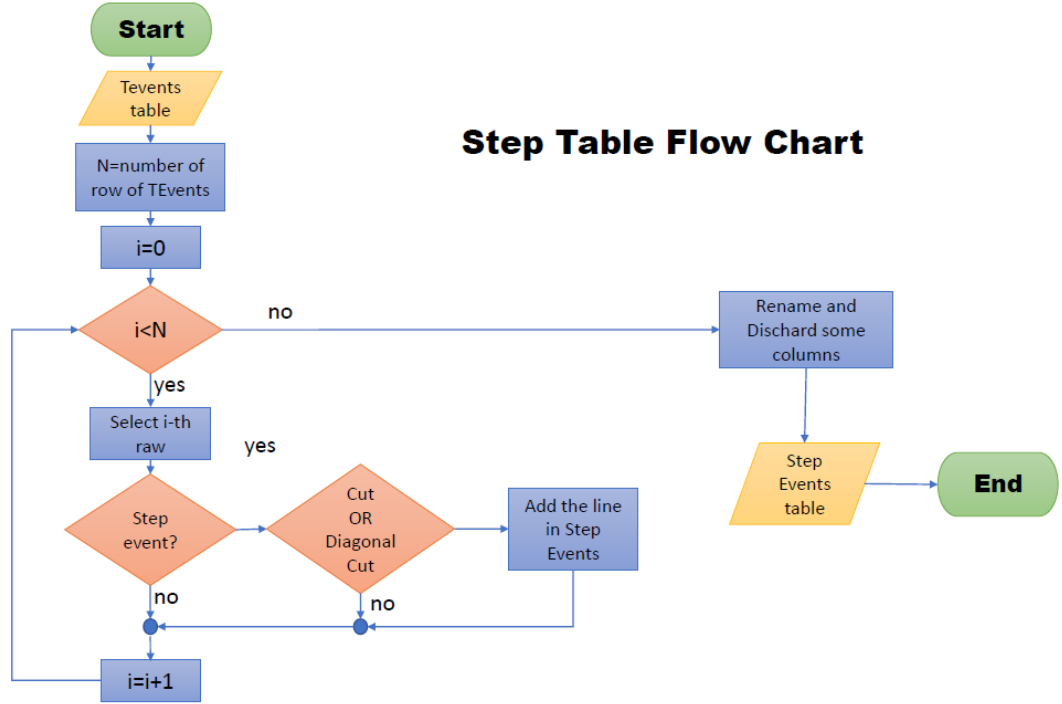 Start
Tevents
table
Step Table Flow Chart
N=number of
row of TEvents
i=0
i<N
no
Rename and
Dischard some
columns
yes
Select i-th
raw
yes
Step
event?
Cut
OR
Diagonal
Cut
Add the line
in Step
Events
Step
Events
table
End
no
no
i=i+1